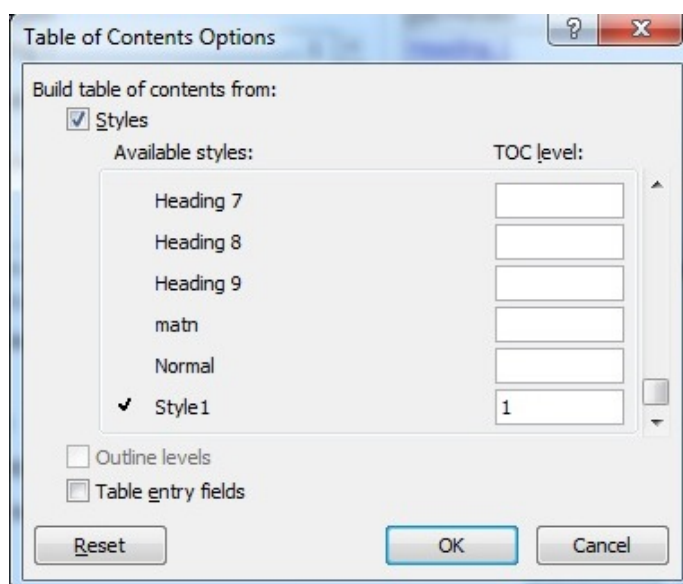 Table of Contents Options
Build table of contents from:
Styles
Available styles: TOC level:
Heading 7
Heading 8
Heading 9
matn
Normal
Style1 1
Outline levels
Table entry fields
Reset OK Cancel